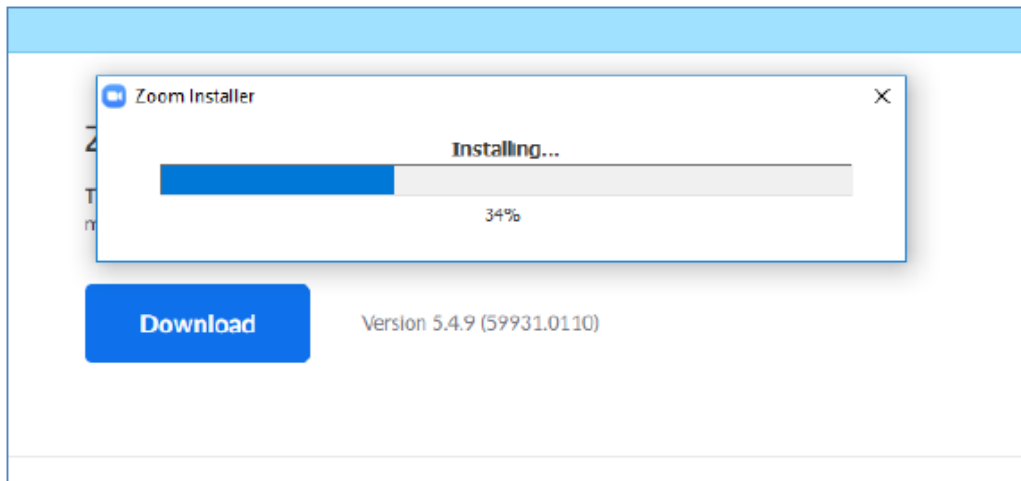 Zoom Installer
Installing...
34%
Download
Version 5.4.9 (59931.0110)